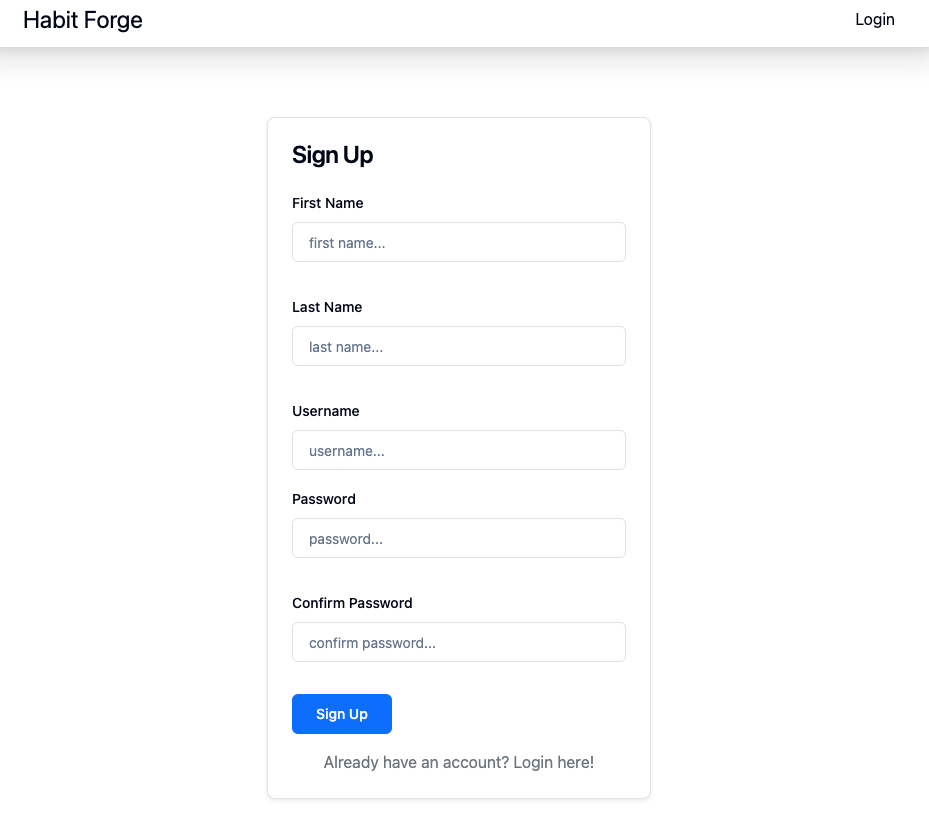 Habit Forge
Login
Sign Up
First Name
first name...
Last Name
last name...
Username
username...
Password
password...
Confirm Password
confirm password...
Sign Up
Already have an account? Login here!